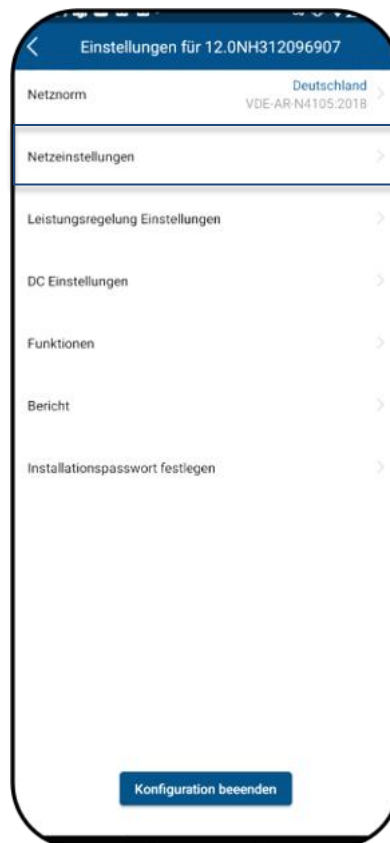 Einstellungen für 12.0NH312096907
Netznorm
Deutschland
VDE-AR-N4105:2018
Netzeinstellungen
Leistungsregelung Einstellungen
DC Einstellungen
Funktionen
Bericht
Installationspasswort festlegen
Konfiguration beeenden